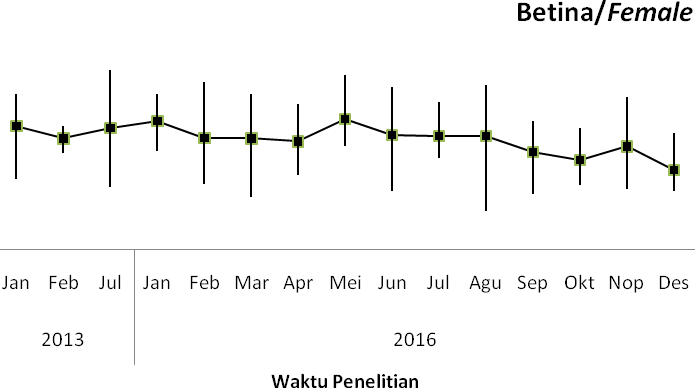 Betina/Female
Jan Feb Jul Jan Feb Mar Apr Mei Jun Jul Agu Sep Okt Nop Des
2013 2016
Waktu Penelitian